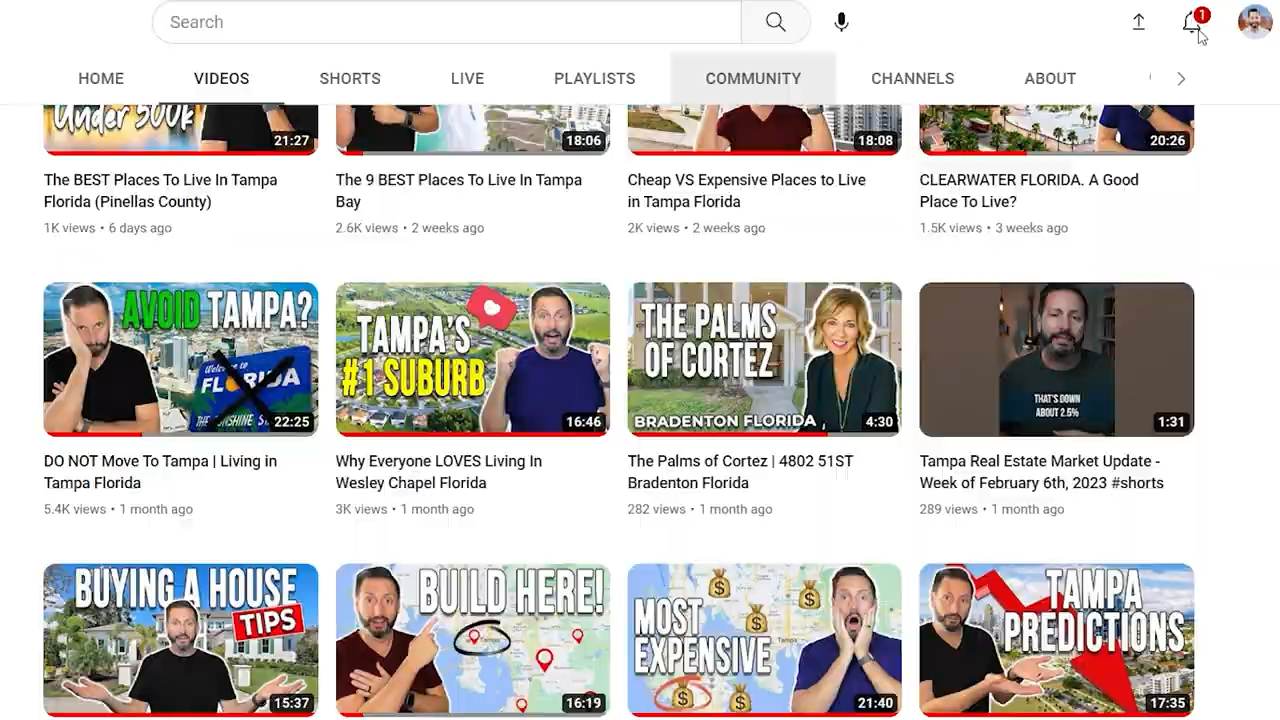 Search
1
HOME VIDEOS SHORTS LIVE PLAYLISTS COMMUNITY CHANNELS ABOUT
Under 500k
21:27
18:06
18:08
20:26
The BEST Places To Live In Tampa
Florida (Pinellas County)
1K views • 6 days ago
The 9 BEST Places To Live In Tampa
Bay
2.6K views • 2 weeks ago
Cheap VS Expensive Places to Live
in Tampa Florida
2K views • 2 weeks ago
CLEARWATER FLORIDA. A Good
Place To Live?
1.5K views • 3 weeks ago
AVOID TAMPA?
Welcome to
FLORIDA
THE SUNSHINE S
22:25
TAMPA'S
#1 SUBURB
16:46
THE PALMS
OF CORTEZ
BRADENTON FLORIDA
4:30
THAT'S DOWN
ABOUT 2.5%
1:31
DO NOT Move To Tampa | Living in
Tampa Florida
5.4K views • 1 month ago
Why Everyone LOVES Living In
Wesley Chapel Florida
3K views • 1 month ago
The Palms of Cortez | 4802 51ST
Bradenton Florida
282 views • 1 month ago
Tampa Real Estate Market Update -
Week of February 6th, 2023 #shorts
289 views • 1 month ago
BUYING A HOUSE
TIPS
15:37
BUILD HERE!
Tampa
16:19
MOST
EXPENSIVE
Tampa
21:40
TAMPA
PREDICTIONS
17:35